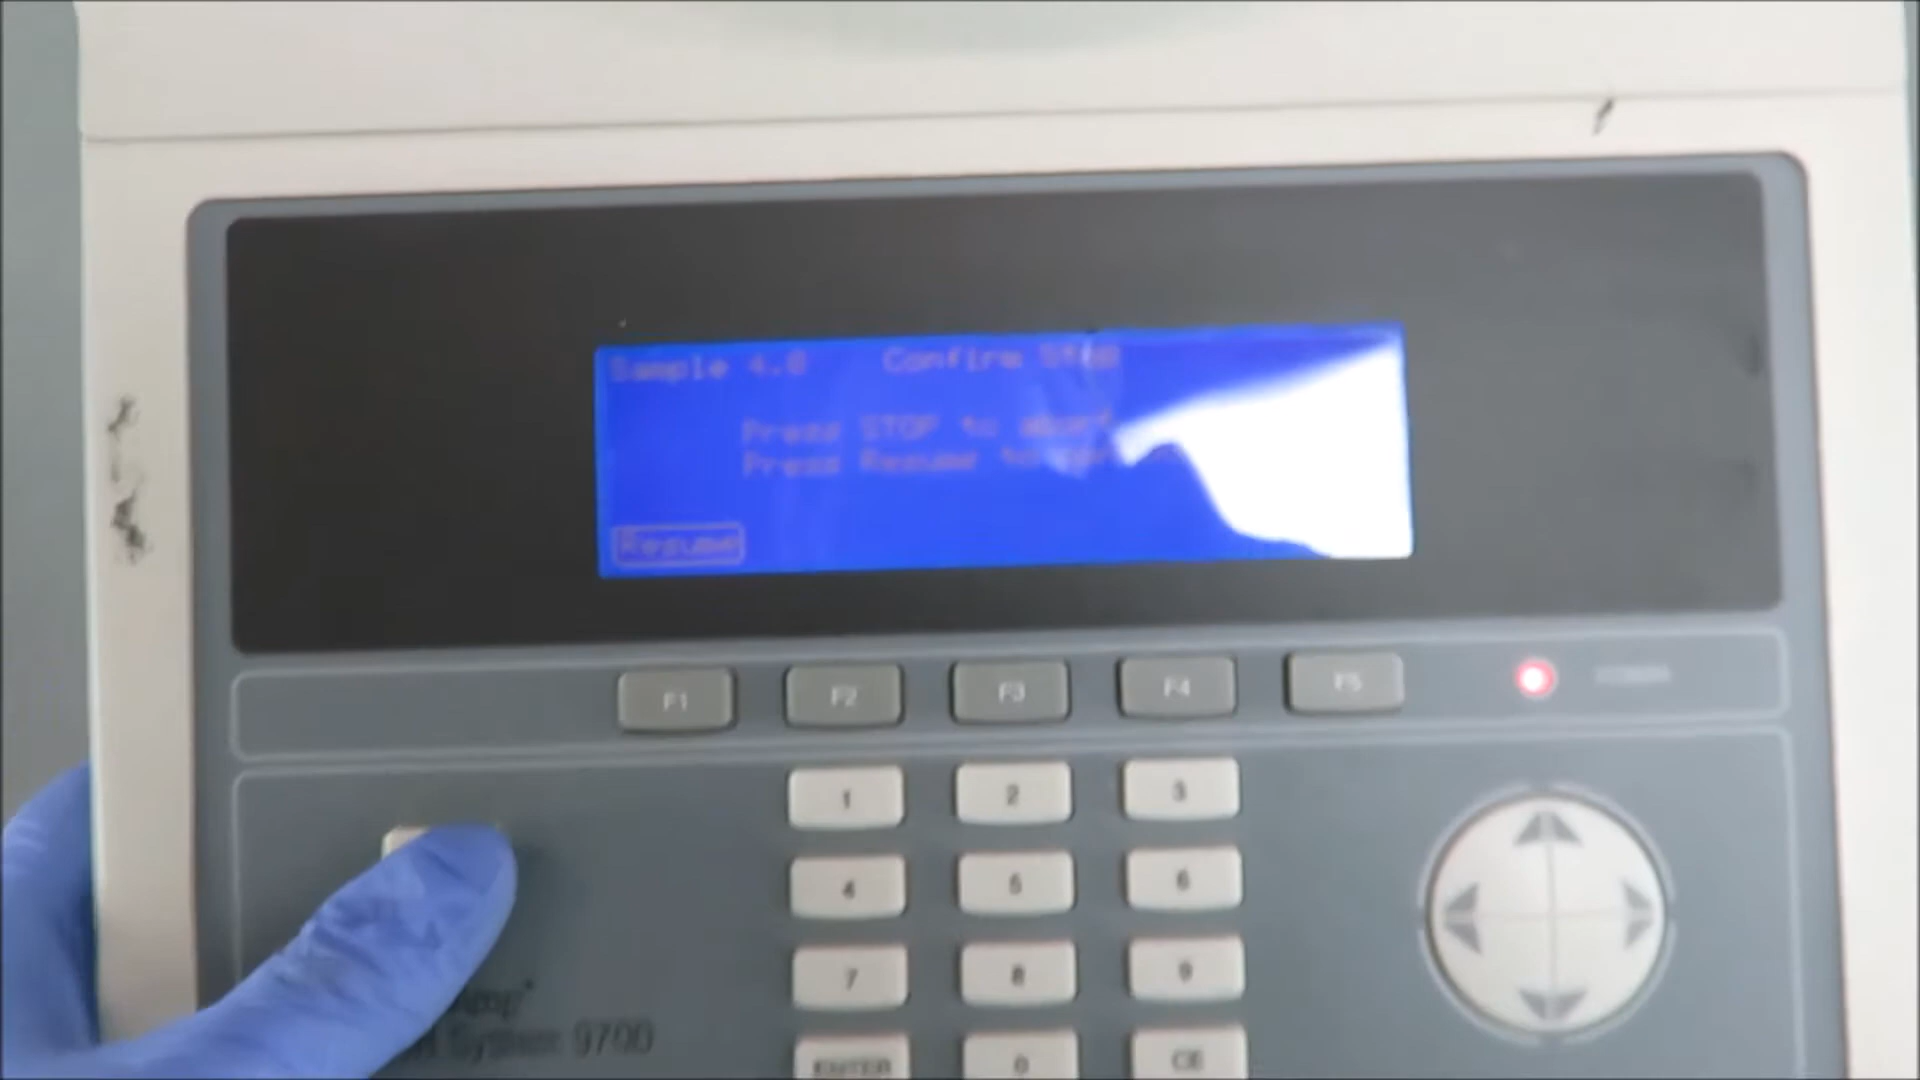 Sample 4.0 Confirm Stop
Press STOP to abort
Press Resume to
Resume
F1 F2 F3 F4 F5
1 2 3
4 5 6
7 8 9
ENTER 0 CE
System 9700